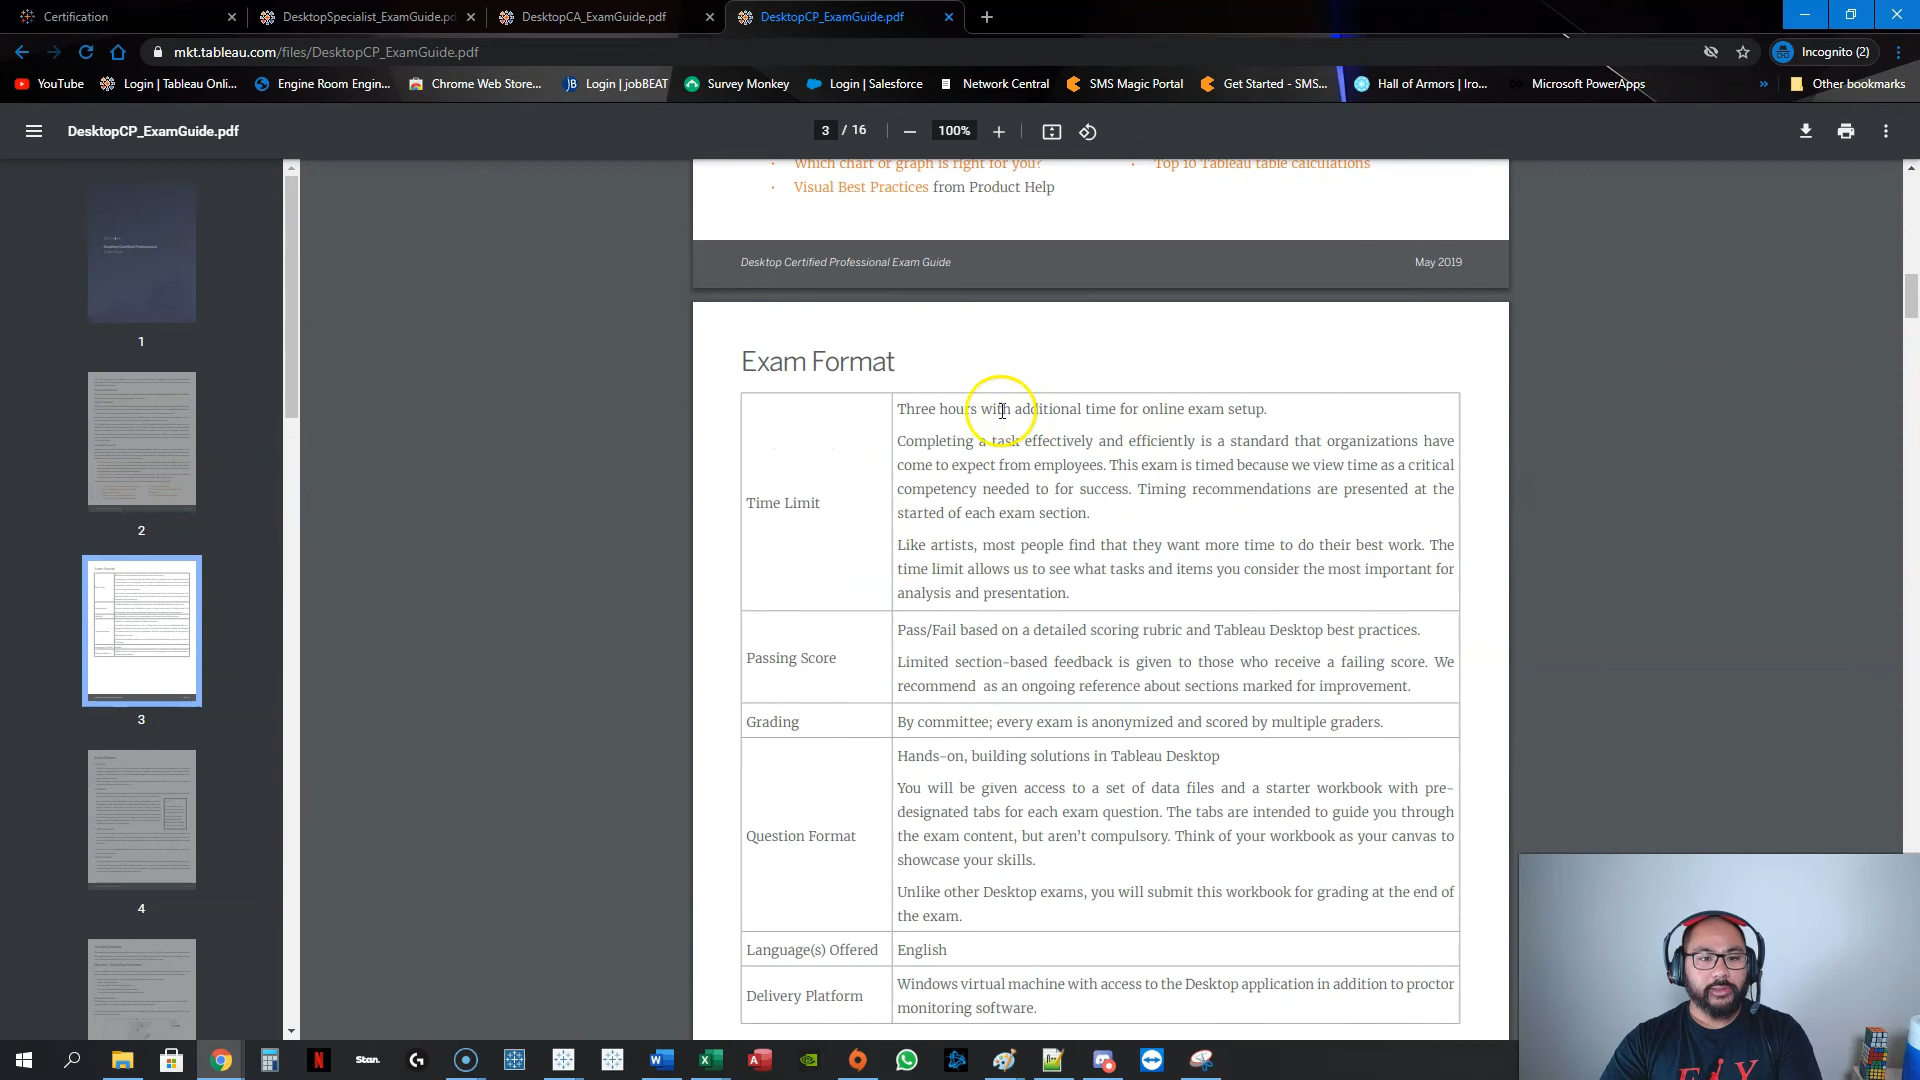 Certification
DesktopSpecialist_ExamGuide.pd
DesktopCA_ExamGuide.pdf
DesktopCP_ExamGuide.pdf
mkt.tableau.com/files/DesktopCP_ExamGuide.pdf
Incognito (2)
YouTube
Login | Tableau Onli...
Engine Room Engin...
Chrome Web Store...
Login | jobBEAT
Survey Monkey
Login | Salesforce
Network Central
SMS Magic Portal
Get Started - SMS...
Hall of Armors | Iro...
Microsoft PowerApps
Other bookmarks
DesktopCP_ExamGuide.pdf
3 / 16
100%
1
2
3
4
· Which chart or graph is right for you?
· Top 10 Tableau table calculations
· Visual Best Practices from Product Help
Desktop Certified Professional Exam Guide
May 2019
Exam Format
Time Limit
Three hours with additional time for online exam setup.
Completing a task effectively and efficiently is a standard that organizations have
come to expect from employees. This exam is timed because we view time as a critical
competency needed to for success. Timing recommendations are presented at the
started of each exam section.
Like artists, most people find that they want more time to do their best work. The
time limit allows us to see what tasks and items you consider the most important for
analysis and presentation.
Passing Score
Pass/Fail based on a detailed scoring rubric and Tableau Desktop best practices.
Limited section-based feedback is given to those who receive a failing score. We
recommend as an ongoing reference about sections marked for improvement.
Grading
By committee; every exam is anonymized and scored by multiple graders.
Question Format
Hands-on, building solutions in Tableau Desktop
You will be given access to a set of data files and a starter workbook with pre-
designated tabs for each exam question. The tabs are intended to guide you through
the exam content, but aren't compulsory. Think of your workbook as your canvas to
showcase your skills.
Unlike other Desktop exams, you will submit this workbook for grading at the end of
the exam.
Language(s) Offered
English
Delivery Platform
Windows virtual machine with access to the Desktop application in addition to proctor
monitoring software.
Stan.